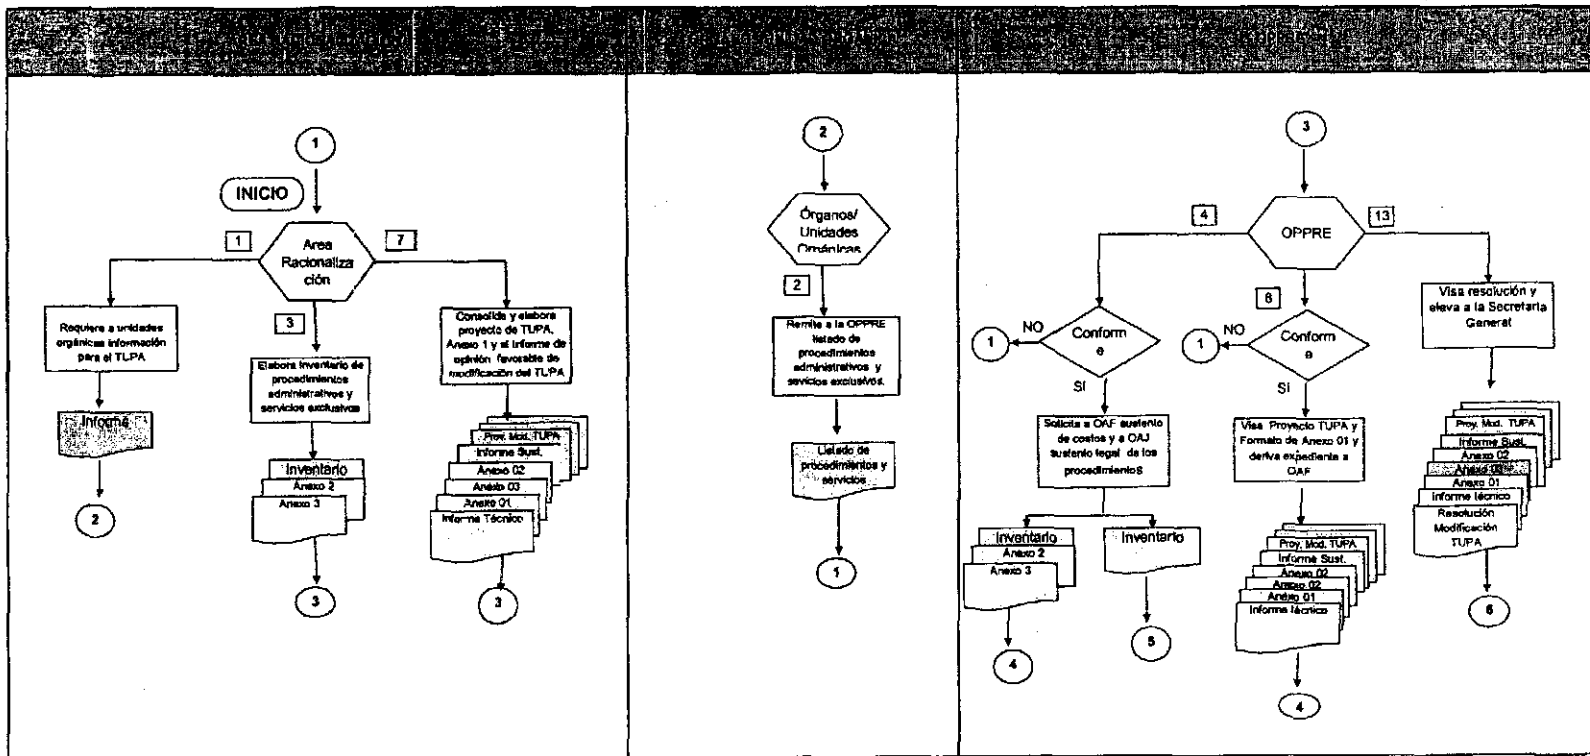 1
INICIO
1
7
Area
Racionaliza
ción
Requiere a unidades
orgánicas información
para el TUPA
Informe
2
3
Elabora inventario de
procedimientos
administrativos y
servicios exclusivos
Inventario
Anexo 2
Anexo 3
3
Consolida y elabora
proyecto de TUPA,
Anexo 1 y el informe de
opinión favorable de
modificación del TUPA
Proy. Mod. TUPA
Informe Sust.
Anexo 02
Anexo 03
Anexo 01
Informe Técnico
3
2
Órganos/
Unidades
Orgánicas
2
Remite a la OPPRE
listado de
procedimientos
administrativos y
sevicios exclusivos.
Listado de
procedimientos y
servicios
1
3
4
13
OPPRE
8
1
NO
Conform
e
SI
Solicita a OAF sustento
de costos y a OAJ
sustento legal de los
procedimientos
Inventario
Anexo 2
Anexo 3
4
Inventario
5
1
NO
Conform
e
SI
Visa Proyecto TUPA y
Formato de Anexo 01 y
deriva expediente a
OAF
Proy. Mod. TUPA
Informe Sust.
Anexo 02
Anexo 02
Anexo 01
Informe técnico
4
Visa resolución y
eleva a la Secretaria
General
Proy. Mod. TUPA
Informe Sust.
Anexo 02
Anexo 03
Anexo 01
Informe técnico
Resolución
Modificación
TUPA
6